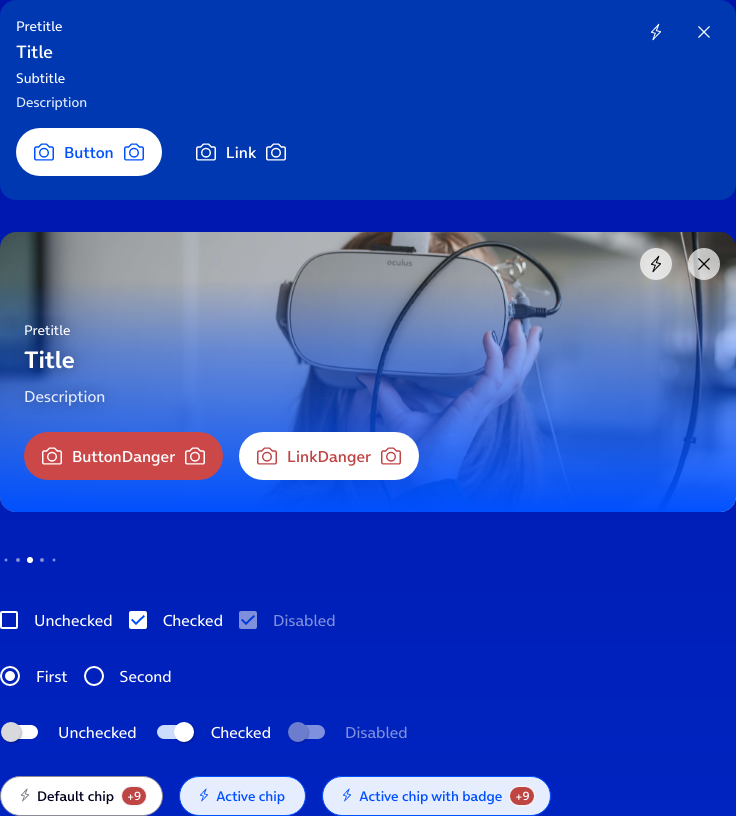 Pretitle
Title
Subtitle
Description
Button
Link
oculus
Pretitle
Title
Description
ButtonDanger
LinkDanger
Unchecked Checked Disabled
First Second
Unchecked Checked Disabled
Default chip +9 Active chip Active chip with badge +9